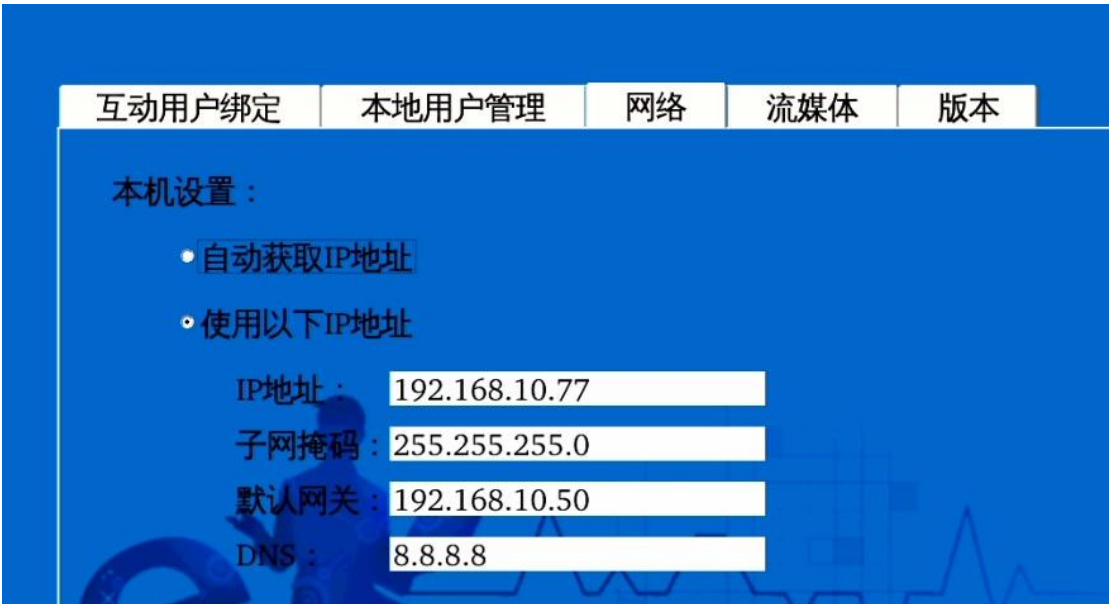 互动用户绑定 本地用户管理 网络 流媒体 版本
本机设置：
自动获取IP地址
使用以下IP地址
IP地址： 192.168.10.77
子网掩码： 255.255.255.0
默认网关： 192.168.10.50
DNS： 8.8.8.8